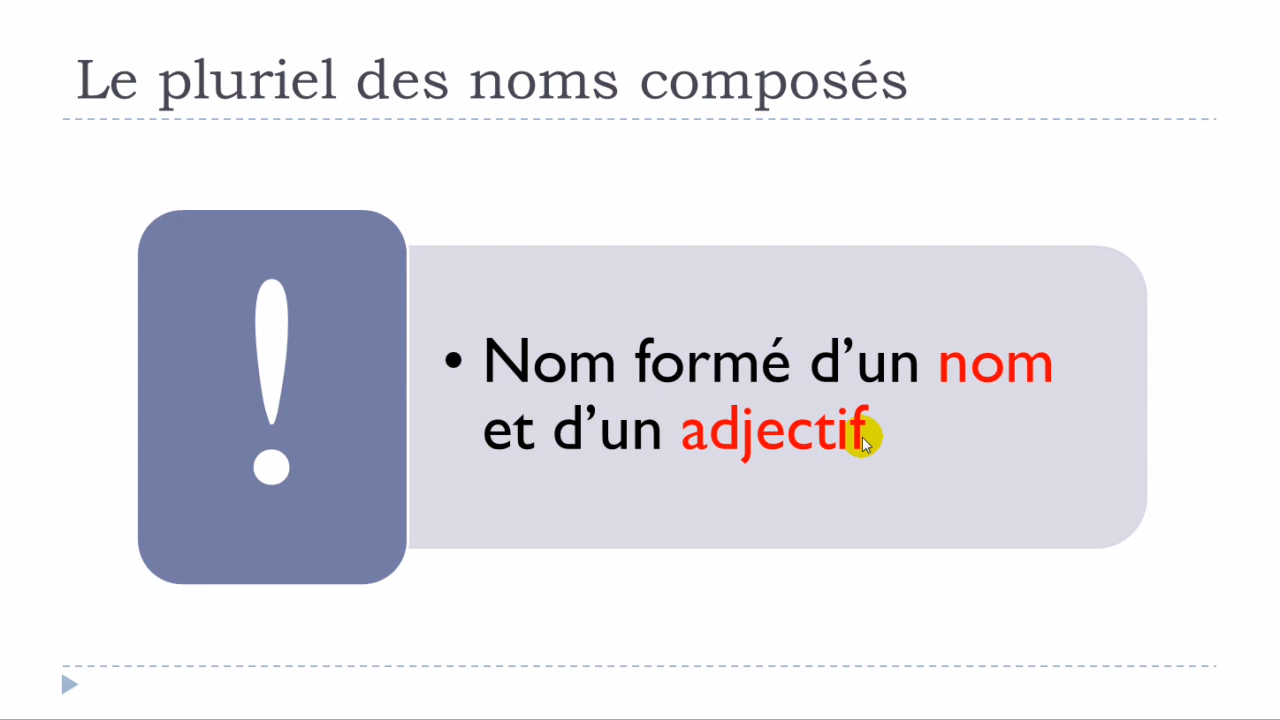 Le pluriel des noms composés
!
• Nom formé d’un nom
et d’un adjectif